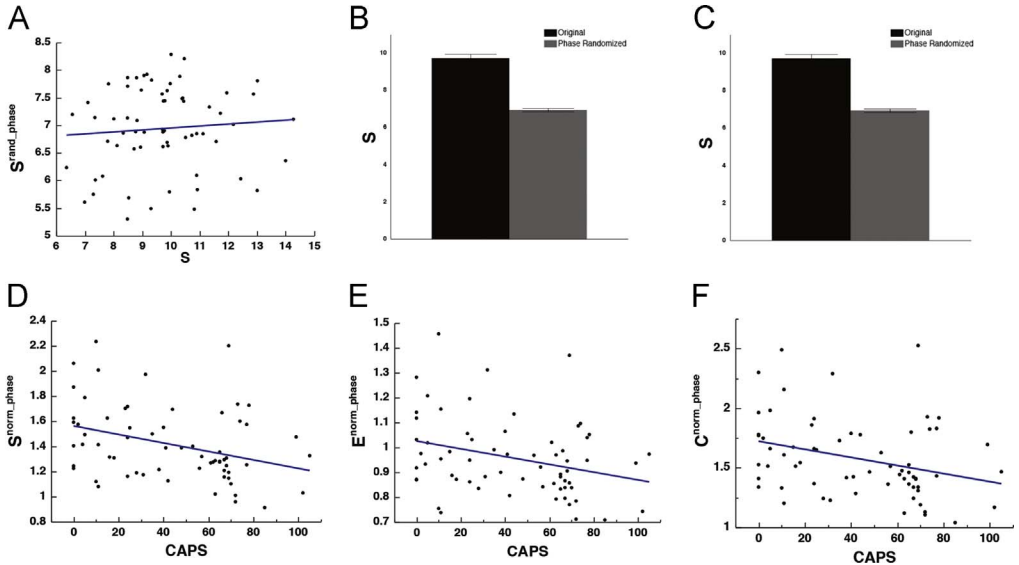 A
S^rand_phase
8.5
8
7.5
7
6.5
6
5.5
5
6 7 8 9 10 11 12 13 14 15
S
B
Original
Phase Randomized
S
10
8
6
4
2
0
C
Original
Phase Randomized
S
10
8
6
4
2
0
D
S^norm_phase
2.4
2.2
2
1.8
1.6
1.4
1.2
1
0.8
0 20 40 60 80 100
CAPS
E
E^norm_phase
1.5
1.4
1.3
1.2
1.1
1
0.9
0.8
0.7
0 20 40 60 80 100
CAPS
F
C^norm_phase
2.5
2
1.5
1
0 20 40 60 80 100
CAPS